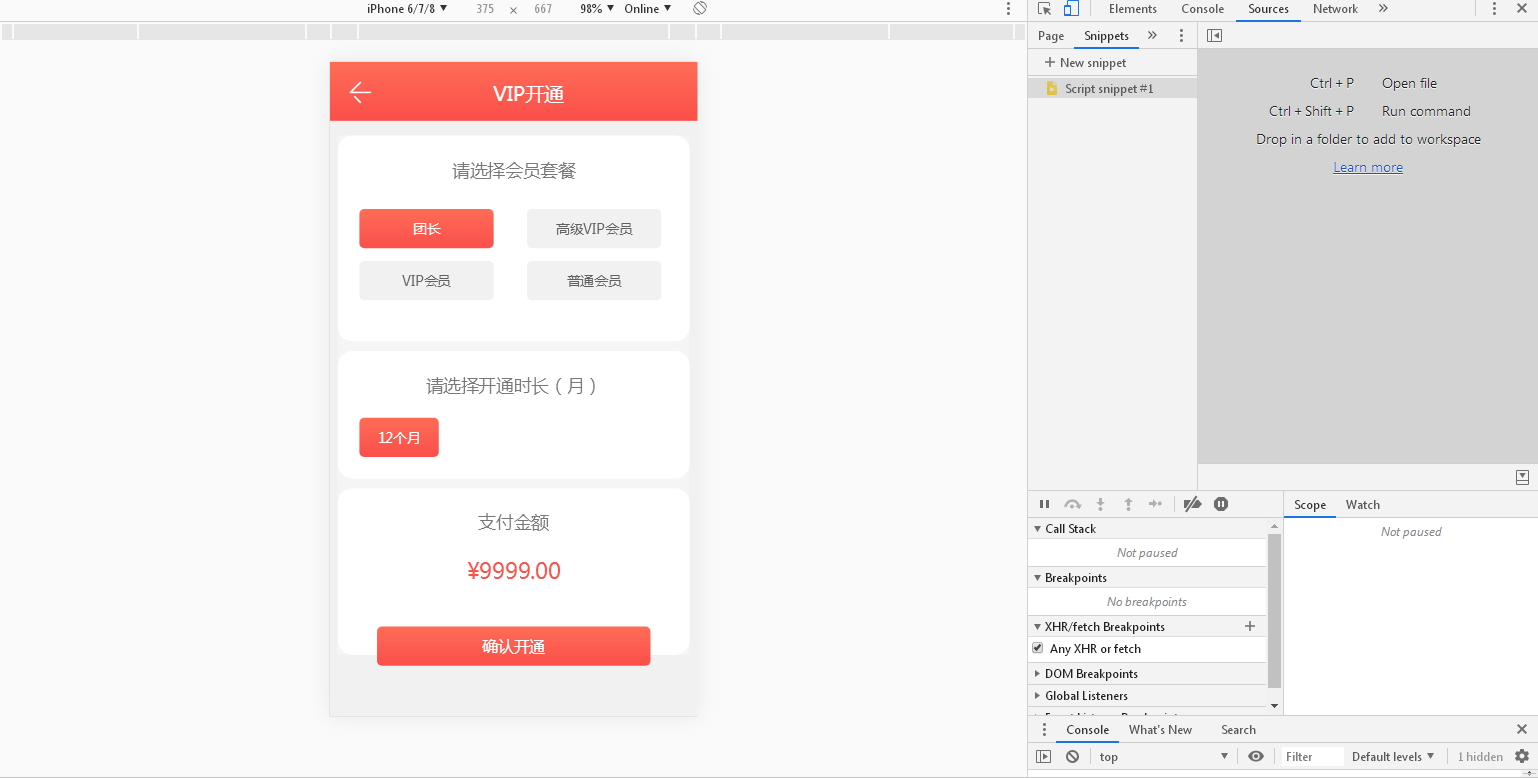 iPhone 6/7/8 ▼ 375 × 667 98% ▼ Online ▼
Elements Console Sources Network »
Page Snippets »
+ New snippet
Script snippet #1
Ctrl + P Open file
Ctrl + Shift + P Run command
Drop in a folder to add to workspace
Learn more
VIP开通
请选择会员套餐
团长 高级VIP会员
VIP会员 普通会员
请选择开通时长（月）
12个月
支付金额
¥9999.00
确认开通
Scope Watch
Not paused
Call Stack
Not paused
Breakpoints
No breakpoints
XHR/fetch Breakpoints +
Any XHR or fetch
DOM Breakpoints
Global Listeners
Console What's New Search
top Filter Default levels ▼ 1 hidden